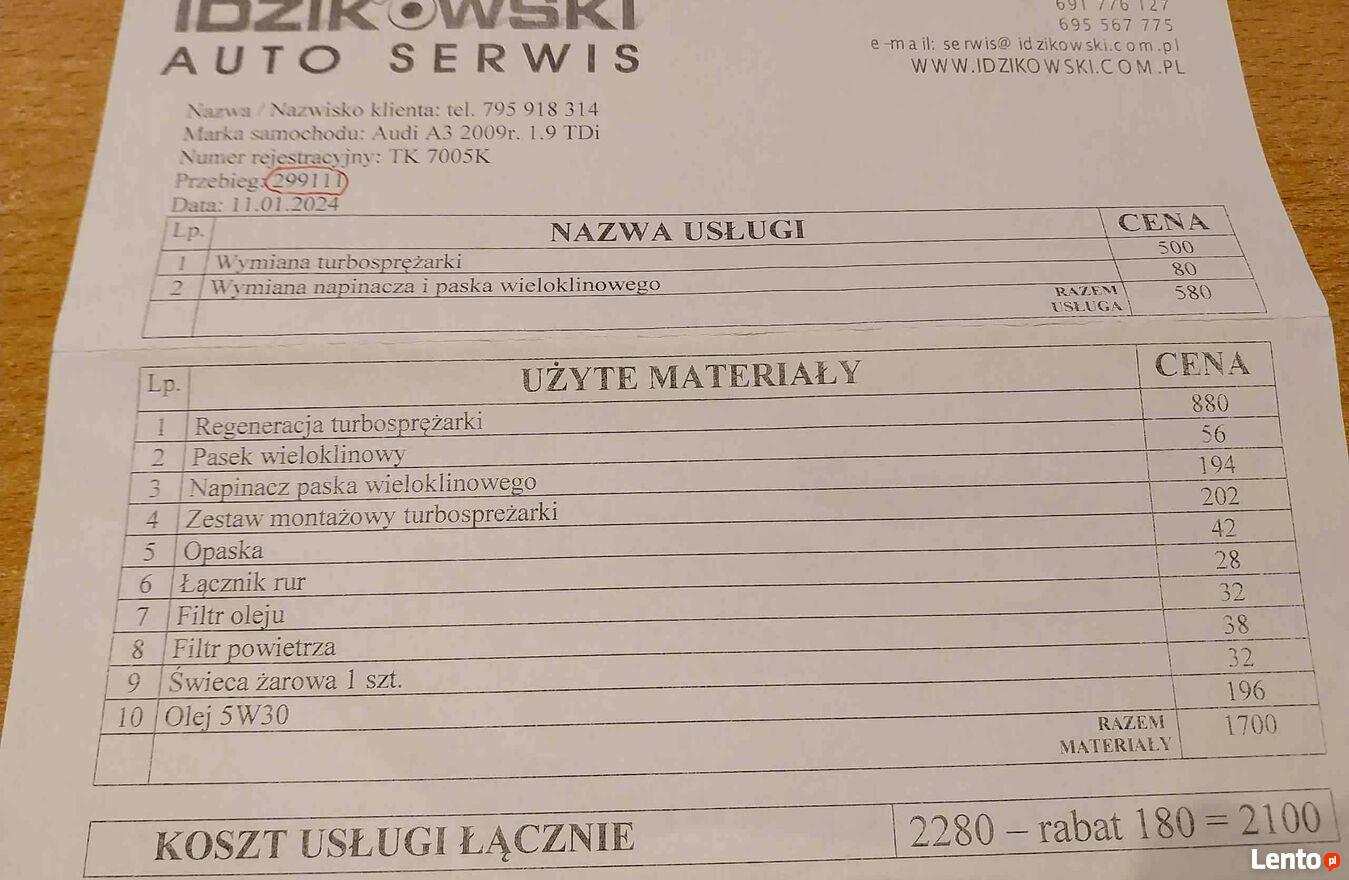 IDZIKOWSKI
AUTO SERWIS
691 776 127
695 567 775
e-mail: serwis@idzikowski.com.pl
WWW.IDZIKOWSKI.COM.PL
Nazwa / Nazwisko klienta: tel. 795 918 314
Marka samochodu: Audi A3 2009r. 1.9 TDi
Numer rejestracyjny: TK 7005K
Przebieg: 299111
Data: 11.01.2024
Lp. NAZWA USŁUGI CENA
1 Wymiana turbosprężarki 500
2 Wymiana napinacza i paska wieloklinowego 80
RAZEM USŁUGA 580
Lp. UŻYTE MATERIAŁY CENA
1 Regeneracja turbosprężarki 880
2 Pasek wieloklinowy 56
3 Napinacz paska wieloklinowego 194
4 Zestaw montażowy turbospreżarki 202
5 Opaska 42
6 Łącznik rur 28
7 Filtr oleju 32
8 Filtr powietrza 38
9 Świeca żarowa 1 szt. 32
10 Olej 5W30 196
RAZEM MATERIAŁY 1700
KOSZT USŁUGI ŁĄCZNIE 2280 – rabat 180 = 2100
Lento.pl